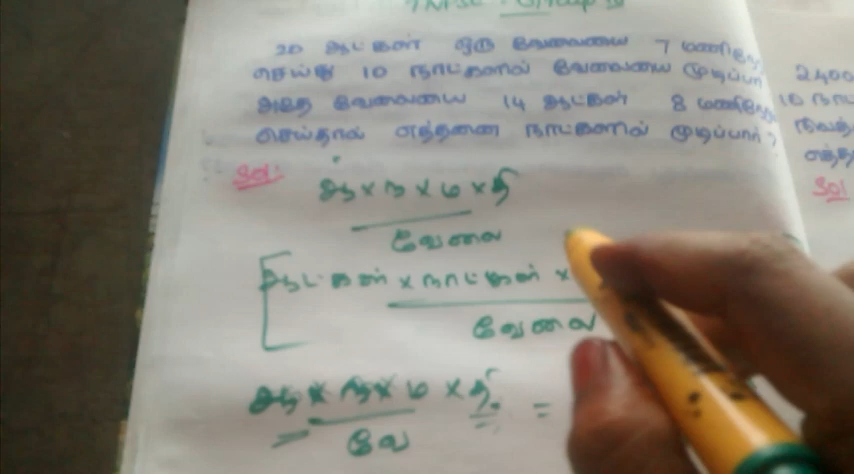 TNPSC - Group IV
20 ஆட்கள் ஒரு வேலையை 7 மணிநேரம்
செய்து 10 நாட்களில் வேலையை முடிப்பர்
அதே வேலையை 14 ஆட்கள் 8 மணிநேரம்
செய்தால் எத்தனை நாட்களில் முடிப்பார்?
Sol:
ஆ × நா × ம × தி
வேலை
ஆட்கள் × நாட்கள் ×
வேலை
ஆ × நா × ம × தி =
வே
2400
10 நாட
Sol